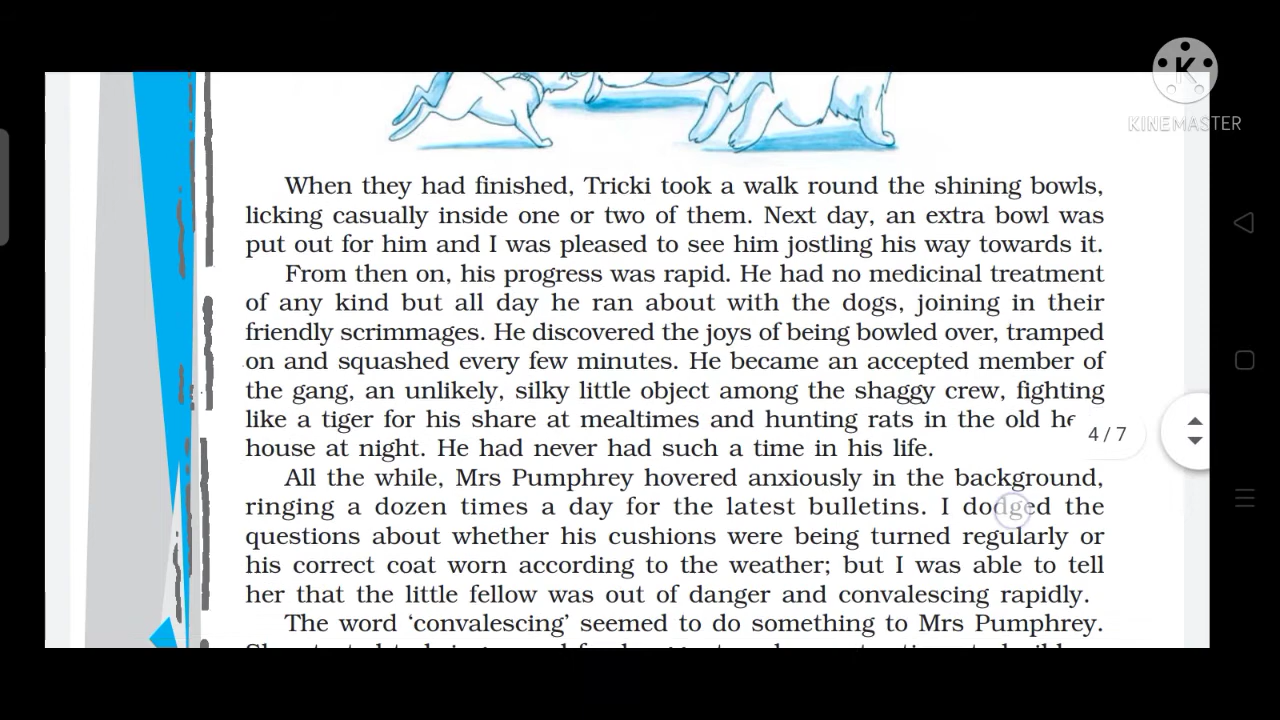 K
KINEMASTER
When they had finished, Tricki took a walk round the shining bowls,
licking casually inside one or two of them. Next day, an extra bowl was
put out for him and I was pleased to see him jostling his way towards it.
From then on, his progress was rapid. He had no medicinal treatment
of any kind but all day he ran about with the dogs, joining in their
friendly scrimmages. He discovered the joys of being bowled over, tramped
on and squashed every few minutes. He became an accepted member of
the gang, an unlikely, silky little object among the shaggy crew, fighting
like a tiger for his share at mealtimes and hunting rats in the old
4/7
house at night. He had never had such a time in his life.
All the while, Mrs Pumphrey hovered anxiously in the background,
ringing a dozen times a day for the latest bulletins. I dodged the
questions about whether his cushions were being turned regularly or
his correct coat worn according to the weather; but I was able to tell
her that the little fellow was out of danger and convalescing rapidly.
The word ‘convalescing’ seemed to do something to Mrs Pumphrey.